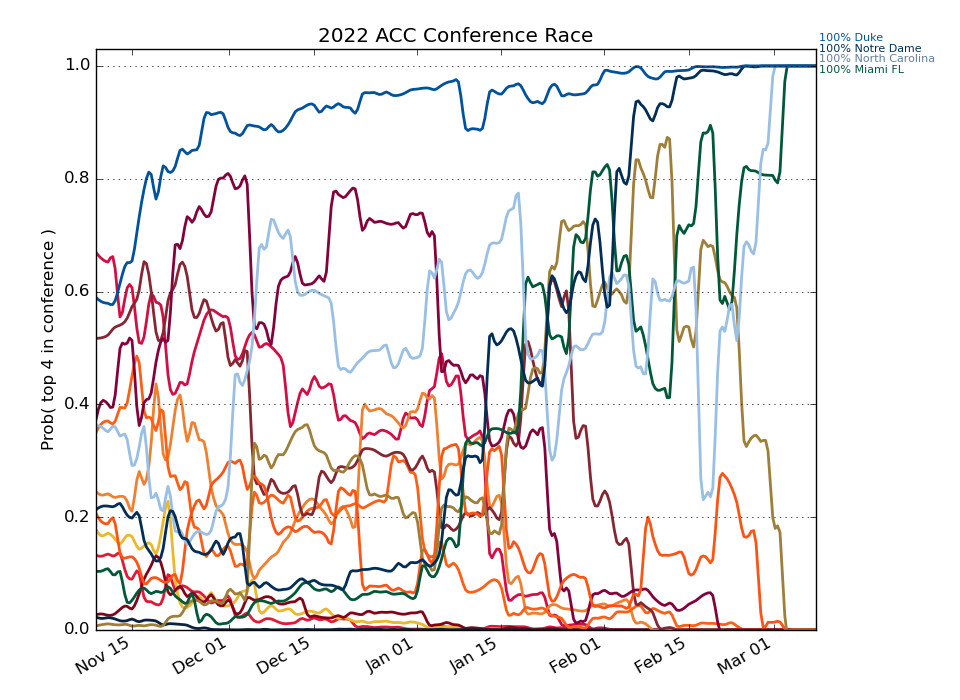 2022 ACC Conference Race
100% Duke
100% Notre Dame
100% North Carolina
100% Miami FL
Prob( top 4 in conference )
1.0
0.8
0.6
0.4
0.2
0.0
Nov 15
Dec 01
Dec 15
Jan 01
Jan 15
Feb 01
Feb 15
Mar 01